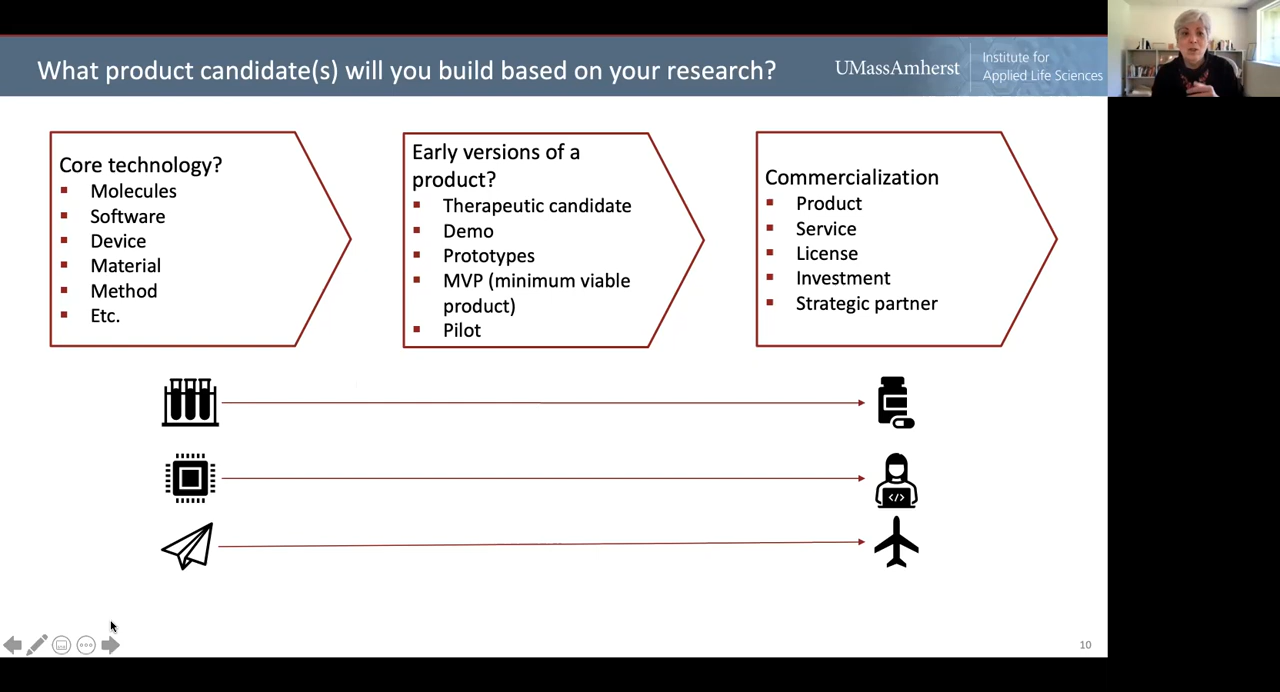 What product candidate(s) will you build based on your research?
UMassAmherst
Institute for
Applied Life Sciences
Core technology?
Molecules
Software
Device
Material
Method
Etc.
Early versions of a
product?
Therapeutic candidate
Demo
Prototypes
MVP (minimum viable
product)
Pilot
Commercialization
Product
Service
License
Investment
Strategic partner
</>
10